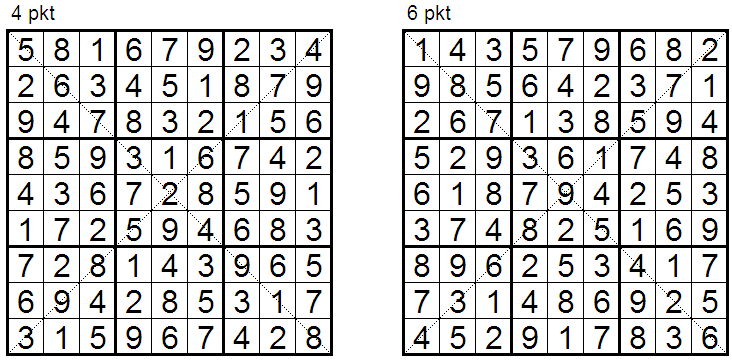 4 pkt
5 8 1 6 7 9 2 3 4
2 6 3 4 5 1 8 7 9
9 4 7 8 3 2 1 5 6
8 5 9 3 1 6 7 4 2
4 3 6 7 2 8 5 9 1
1 7 2 5 9 4 6 8 3
7 2 8 1 4 3 9 6 5
6 9 4 2 8 5 3 1 7
3 1 5 9 6 7 4 2 8
6 pkt
1 4 3 5 7 9 6 8 2
9 8 5 6 4 2 3 7 1
2 6 7 1 3 8 5 9 4
5 2 9 3 6 1 7 4 8
6 1 8 7 9 4 2 5 3
3 7 4 8 2 5 1 6 9
8 9 6 2 5 3 4 1 7
7 3 1 4 8 6 9 2 5
4 5 2 9 1 7 8 3 6